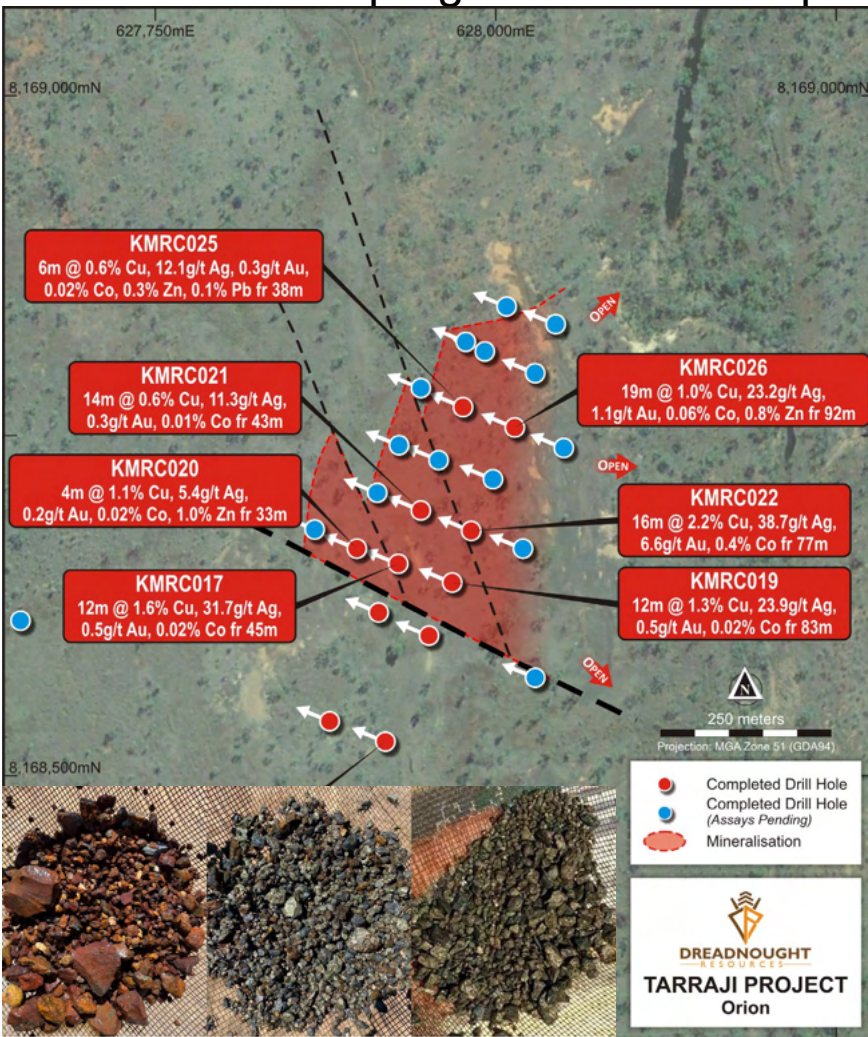 627,750mE
628,000mE
8,169,000mN
8,169,000mN
KMRC025
6m @ 0.6% Cu, 12.1g/t Ag, 0.3g/t Au,
0.02% Co, 0.3% Zn, 0.1% Pb fr 38m
OPEN
KMRC021
14m @ 0.6% Cu, 11.3g/t Ag,
0.3g/t Au, 0.01% Co fr 43m
KMRC026
19m @ 1.0% Cu, 23.2g/t Ag,
1.1g/t Au, 0.06% Co, 0.8% Zn fr 92m
KMRC020
4m @ 1.1% Cu, 5.4g/t Ag,
0.2g/t Au, 0.02% Co, 1.0% Zn fr 33m
OPEN
KMRC022
16m @ 2.2% Cu, 38.7g/t Ag,
6.6g/t Au, 0.4% Co fr 77m
KMRC017
12m @ 1.6% Cu, 31.7g/t Ag,
0.5g/t Au, 0.02% Co fr 45m
KMRC019
12m @ 1.3% Cu, 23.9g/t Ag,
0.5g/t Au, 0.02% Co fr 83m
OPEN
N
250 meters
Projection: MGA Zone 51 (GDA94)
8,168,500mN
Completed Drill Hole
Completed Drill Hole
(Assays Pending)
Mineralisation
DREADNOUGHT
RESOURCES
TARRAJI PROJECT
Orion